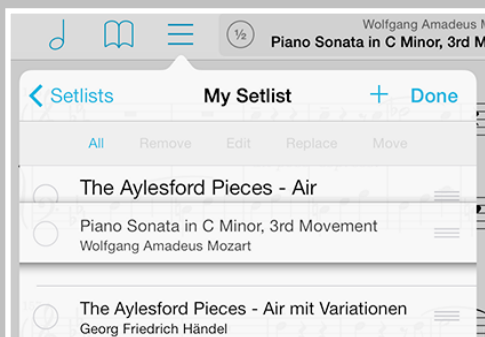 ½
Wolfgang Amadeus
Piano Sonata in C Minor, 3rd
Setlists
My Setlist
+
Done
All
Remove
Edit
Replace
Move
The Aylesford Pieces - Air
Piano Sonata in C Minor, 3rd Movement
Wolfgang Amadeus Mozart
The Aylesford Pieces - Air mit Variationen
Georg Friedrich Händel